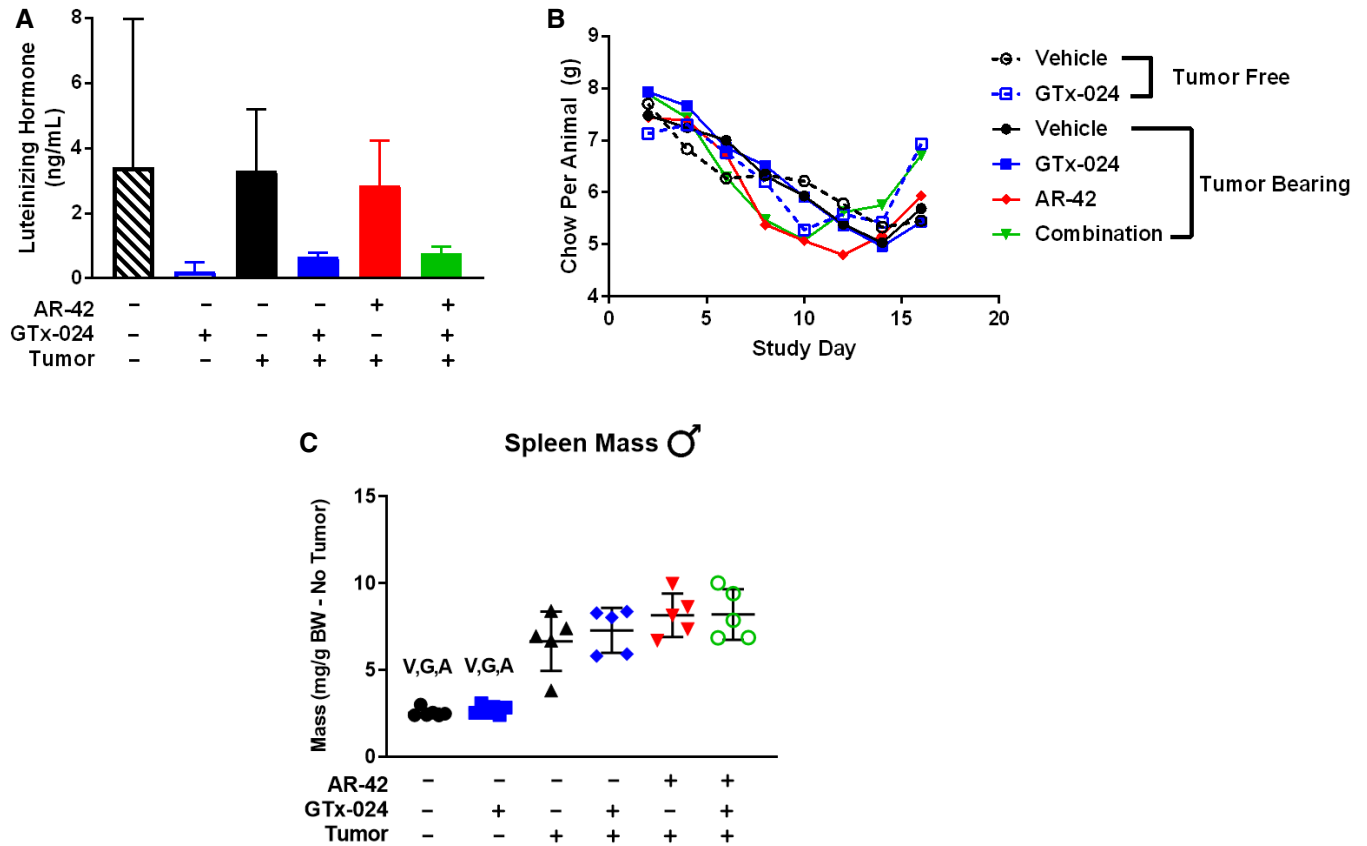 A
Luteinizing Hormone
(ng/mL)
8
6
4
2
0
AR-42 – – – – + +
GTx-024 – + – + – +
Tumor – – + + + +
B
Chow Per Animal (g)
9
8
7
6
5
4
0 5 10 15 20
Study Day
Vehicle
GTx-024
Tumor Free
Vehicle
GTx-024
AR-42
Combination
Tumor Bearing
C
Spleen Mass ♂
Mass (mg/g BW - No Tumor)
15
10
5
0
V,G,A V,G,A
AR-42 – – – – + +
GTx-024 – + – + – +
Tumor – – + + + +